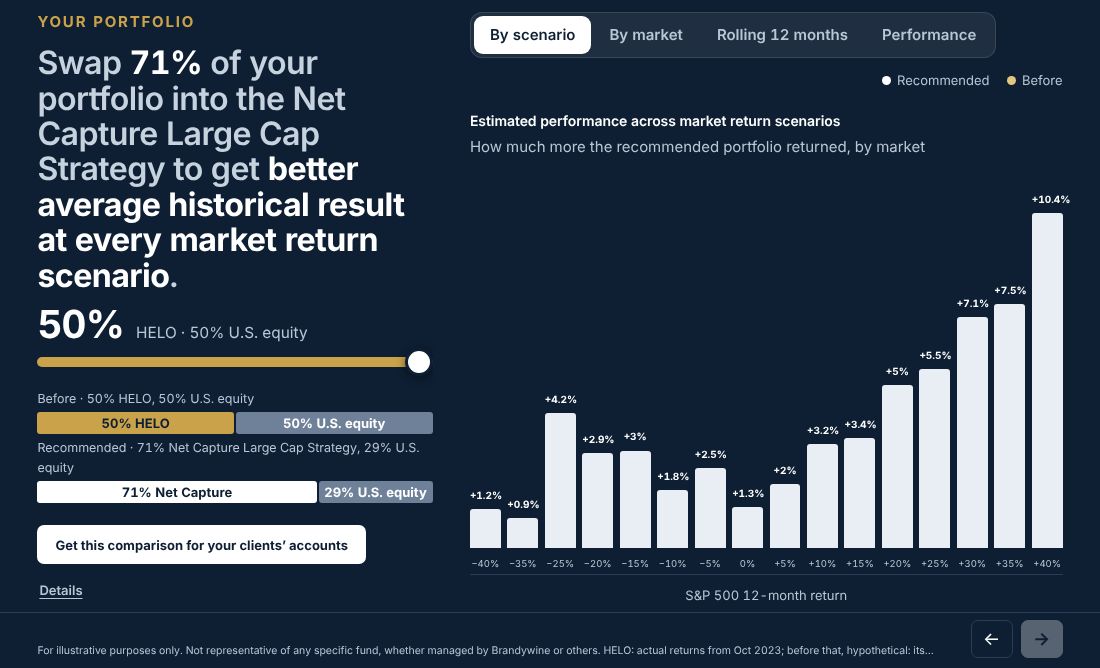 YOUR PORTFOLIO
Swap 71% of your
portfolio into the Net
Capture Large Cap
Strategy to get better
average historical result
at every market return
scenario.
50% HELO · 50% U.S. equity
Before · 50% HELO, 50% U.S. equity
50% HELO 50% U.S. equity
Recommended · 71% Net Capture Large Cap Strategy, 29% U.S.
equity
71% Net Capture 29% U.S. equity
Get this comparison for your clients’ accounts
Details
By scenario By market Rolling 12 months Performance
Recommended Before
Estimated performance across market return scenarios
How much more the recommended portfolio returned, by market
+1.2% +0.9% +4.2% +2.9% +3% +1.8% +2.5% +1.3% +2% +3.2% +3.4% +5% +5.5% +7.1% +7.5% +10.4%
−40% −35% −25% −20% −15% −10% −5% 0% +5% +10% +15% +20% +25% +30% +35% +40%
S&P 500 12-month return
For illustrative purposes only. Not representative of any specific fund, whether managed by Brandywine or others. HELO: actual returns from Oct 2023; before that, hypothetical: its...
← →